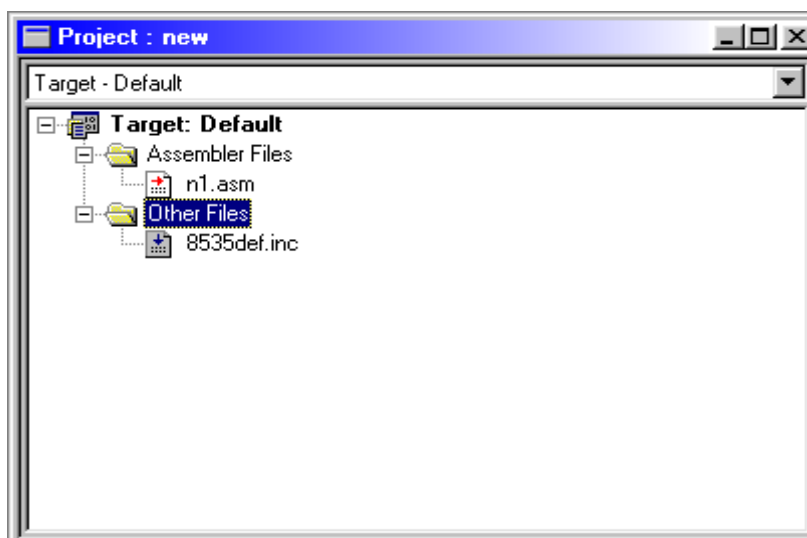 Project : new
Target - Default
Target: Default
Assembler Files
n1.asm
Other Files
8535def.inc